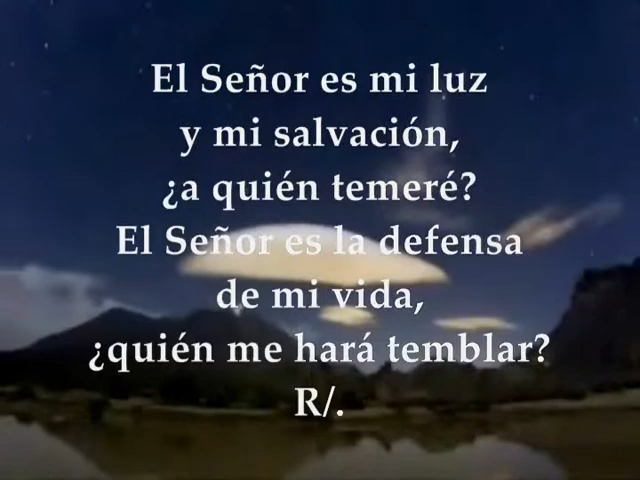 El Señor es mi luz
y mi salvación,
¿a quién temeré?
El Señor es la defensa
de mi vida,
¿quién me hará temblar?
R/.